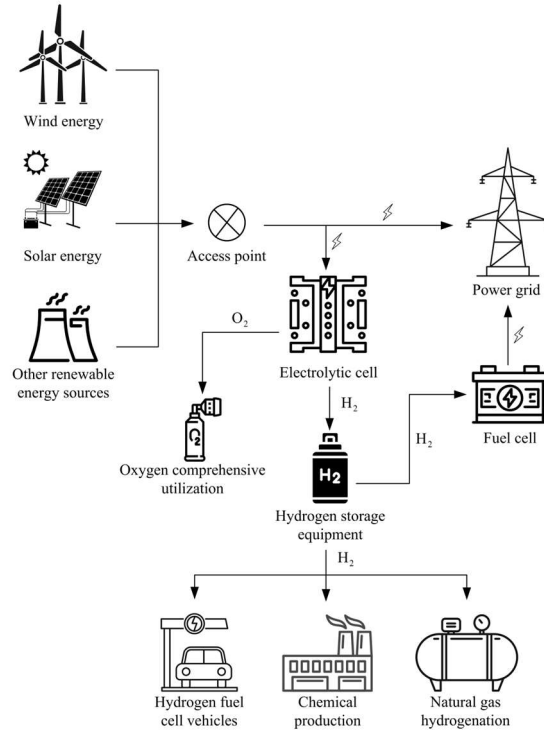 Wind energy
Solar energy
Access point
Power grid
Other renewable
energy sources
O₂
Electrolytic cell
H₂
Fuel cell
H₂
O₂
Oxygen comprehensive
utilization
H2
Hydrogen storage
equipment
H₂
Hydrogen fuel
cell vehicles
Chemical
production
Natural gas
hydrogenation